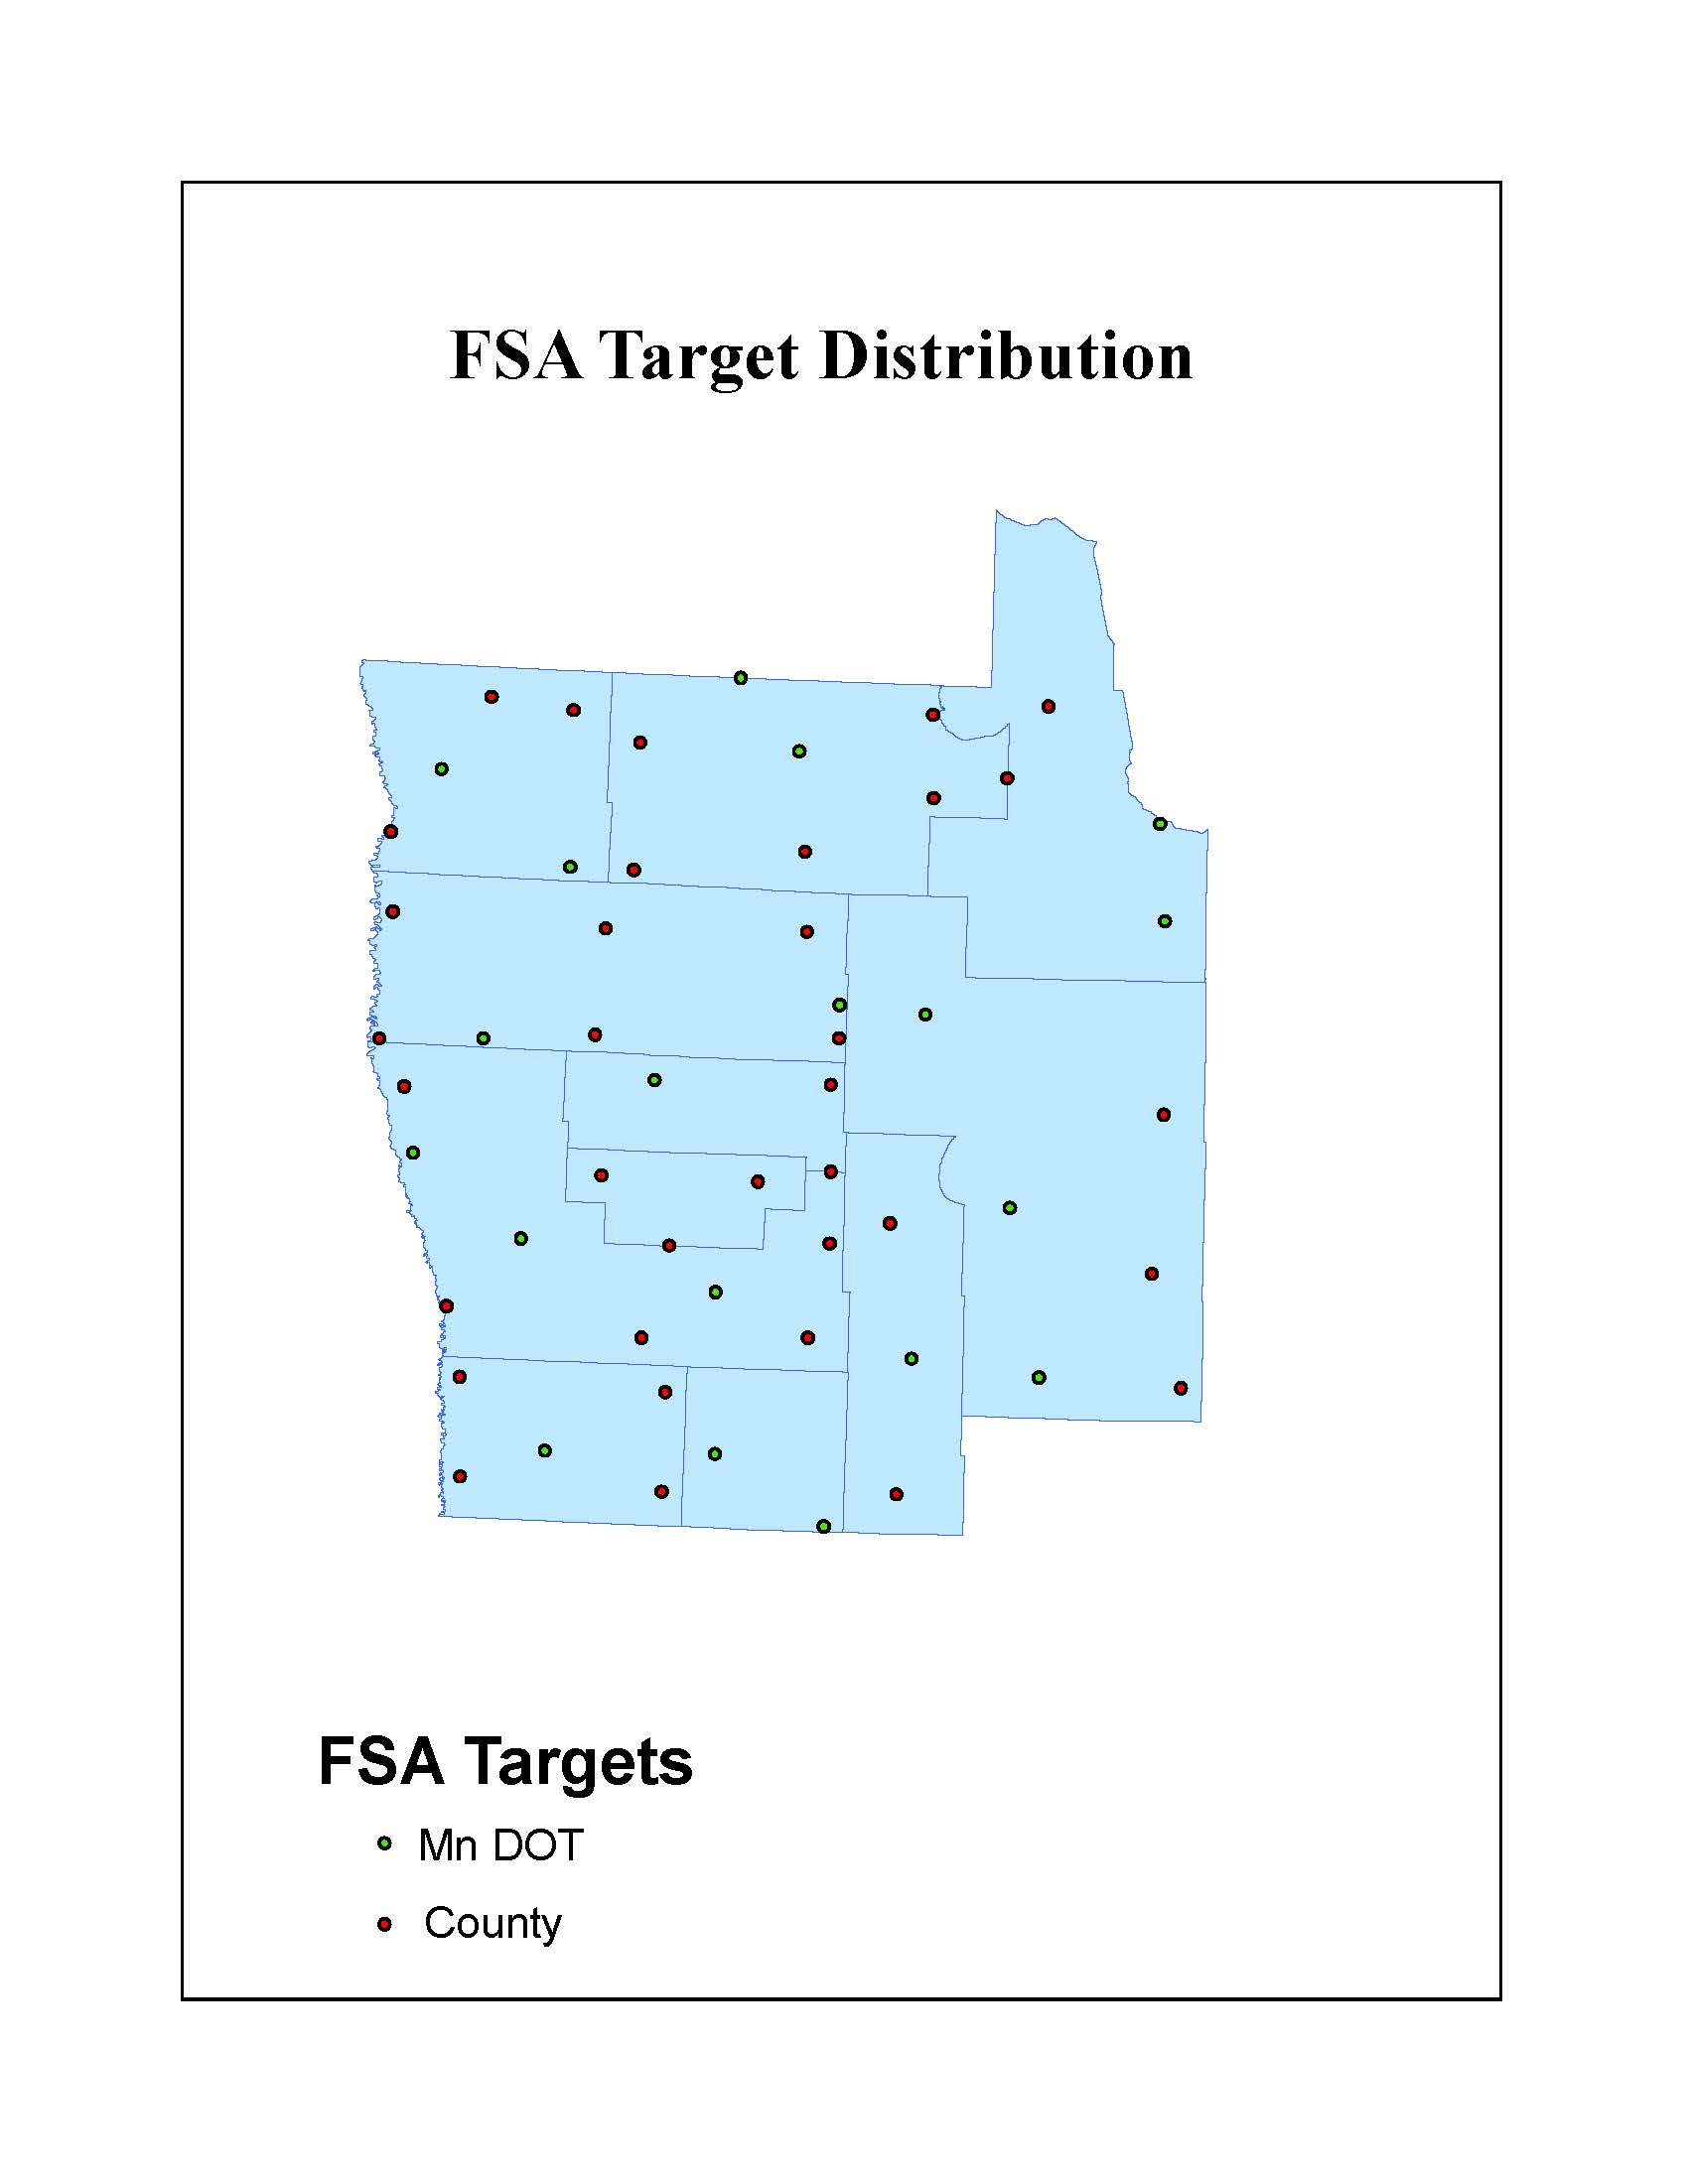 FSA Target Distribution
FSA Targets
Mn DOT
County